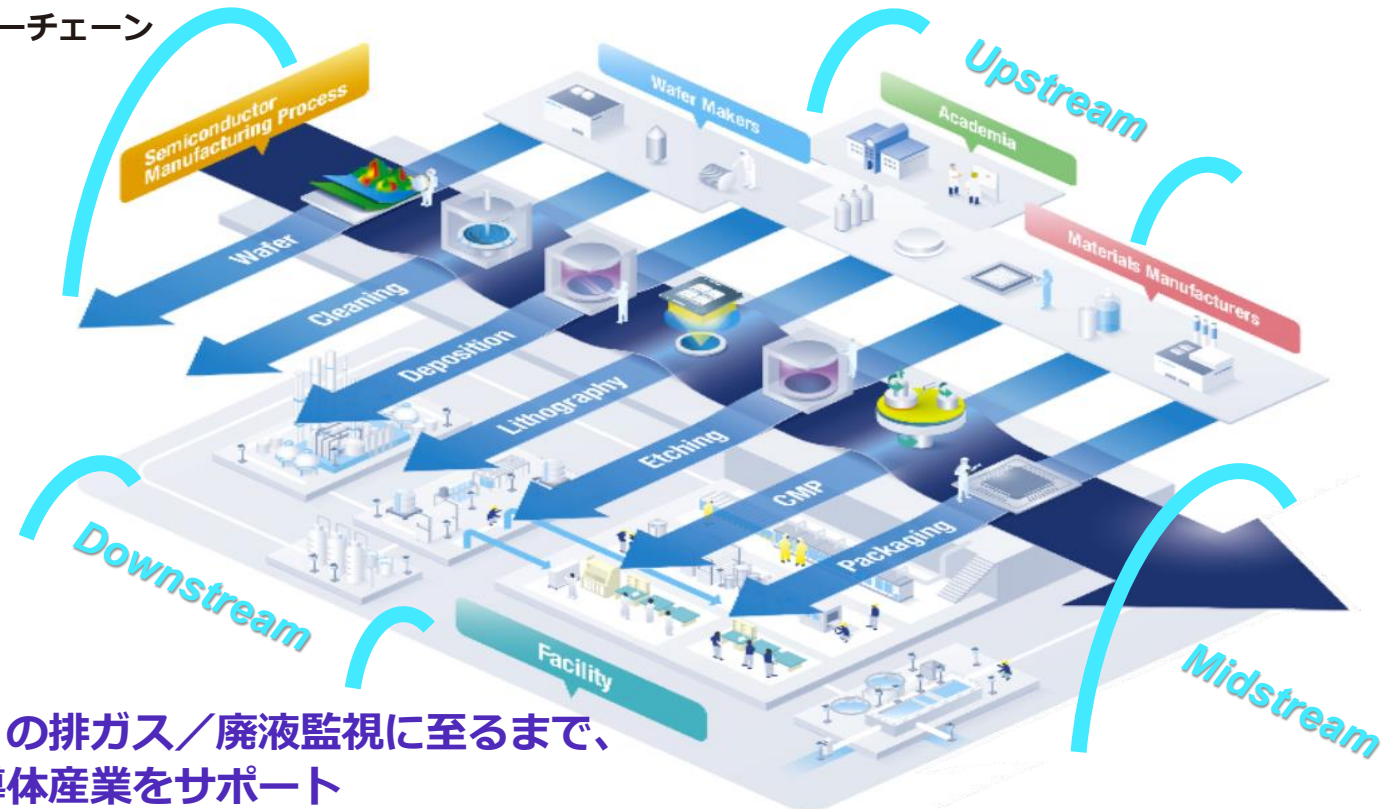 ーチェーン
Upstream
Semiconductor
Manufacturing Process
Wafer Makers
Academia
Materials Manufacturers
Wafer
Cleaning
Deposition
Lithography
Etching
CMP
Packaging
Downstream
Facility
Midstream
の排ガス／廃液監視に至るまで、
体産業をサポート